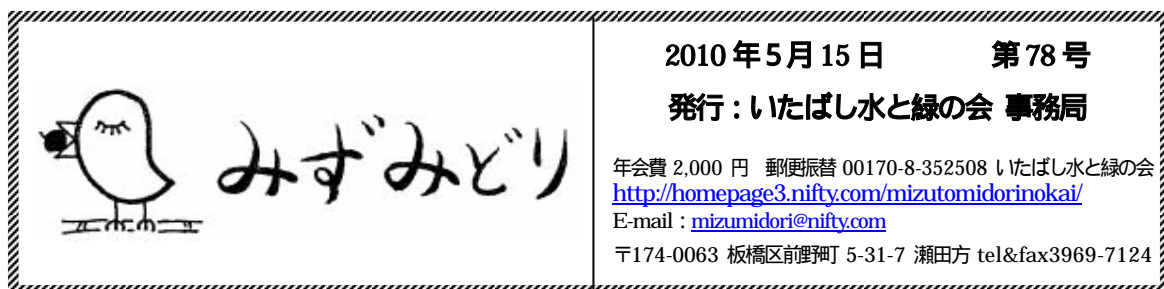 みずみどり
2010年5月15日 第78号
発行:いたばし水と緑の会 事務局
年会費 2,000 円 郵便振替 00170-8-352508 いたばし水と緑の会
http://homepage3.nifty.com/mizutomidorinokai/
E-mail:mizumidori@nifty.com
〒174-0063 板橋区前野町 5-31-7 瀬田方 tel&fax3969-7124